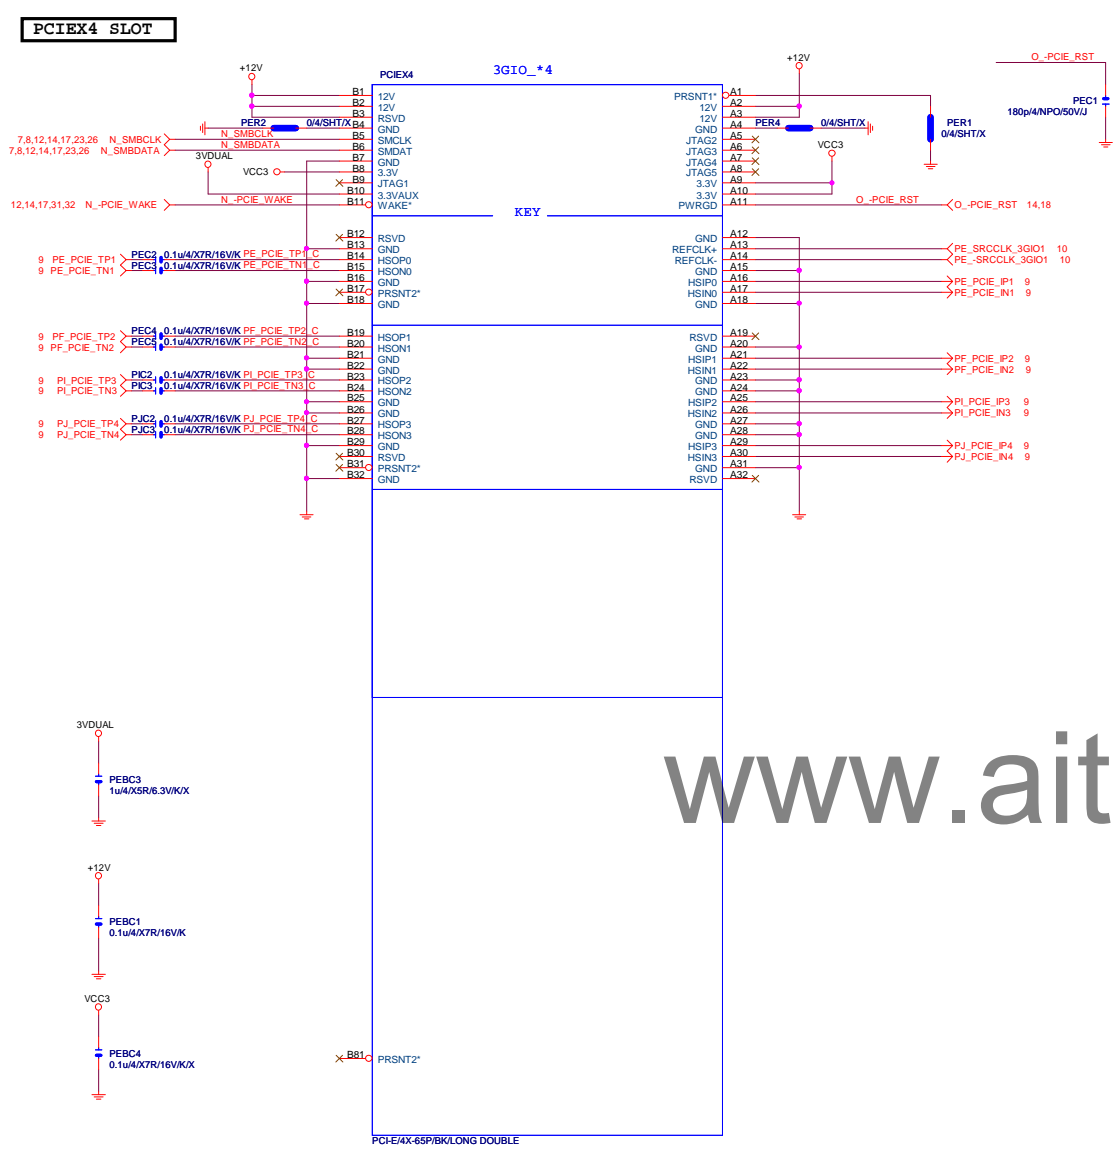 PCIEX4 SLOT
PCIEX4
3GIO_*4
+12V
+12V
O_-PCIE_RST
PEC1
180p/4/NPO/50V/J
B1 12V
B2 12V
B3 RSVD
PER2 0/4/SHT/X B4 GND
7,8,12,14,17,23,26 N_SMBCLK N_SMBCLK B5 SMCLK
7,8,12,14,17,23,26 N_SMBDATA N_SMBDATA B6 SMDAT
3VDUAL
B7 GND
VCC3 B8 3.3V
B9 JTAG1
B10 3.3VAUX
12,14,17,31,32 N_-PCIE_WAKE N_-PCIE_WAKE B11 WAKE*
PRSNT1* A1
12V A2
12V A3
GND A4 PER4 0/4/SHT/X
PER1
0/4/SHT/X
JTAG2 A5
JTAG3 A6
JTAG4 A7
JTAG5 A8
VCC3
3.3V A9
3.3V A10
PWRGD A11 O_-PCIE_RST O_-PCIE_RST 14,18
KEY
B12 RSVD
B13 GND
9 PE_PCIE_TP1 PEC2 0.1u/4/X7R/16V/K PE_PCIE_TP1_C B14 HSOP0
9 PE_PCIE_TN1 PEC3 0.1u/4/X7R/16V/K PE_PCIE_TN1_C B15 HSON0
B16 GND
B17 PRSNT2*
B18 GND
GND A12
REFCLK+ A13 PE_SRCCLK_3GIO1 10
REFCLK- A14 PE_-SRCCLK_3GIO1 10
GND A15
HSIP0 A16 PE_PCIE_IP1 9
HSIN0 A17 PE_PCIE_IN1 9
GND A18
9 PF_PCIE_TP2 PEC4 0.1u/4/X7R/16V/K PF_PCIE_TP2_C B19 HSOP1
9 PF_PCIE_TN2 PEC5 0.1u/4/X7R/16V/K PF_PCIE_TN2_C B20 HSON1
B21 GND
B22 GND
9 PI_PCIE_TP3 PIC2 0.1u/4/X7R/16V/K PI_PCIE_TP3_C B23 HSOP2
9 PI_PCIE_TN3 PIC3 0.1u/4/X7R/16V/K PI_PCIE_TN3_C B24 HSON2
B25 GND
B26 GND
9 PJ_PCIE_TP4 PJC2 0.1u/4/X7R/16V/K PJ_PCIE_TP4_C B27 HSOP3
9 PJ_PCIE_TN4 PJC3 0.1u/4/X7R/16V/K PJ_PCIE_TN4_C B28 HSON3
B29 GND
B30 RSVD
B31 PRSNT2*
B32 GND
RSVD A19
GND A20
HSIP1 A21 PF_PCIE_IP2 9
HSIN1 A22 PF_PCIE_IN2 9
GND A23
GND A24
HSIP2 A25 PI_PCIE_IP3 9
HSIN2 A26 PI_PCIE_IN3 9
GND A27
GND A28
HSIP3 A29 PJ_PCIE_IP4 9
HSIN3 A30 PJ_PCIE_IN4 9
GND A31
RSVD A32
3VDUAL
PEBC3
1u/4/X5R/6.3V/K/X
www.ait
+12V
PEBC1
0.1u/4/X7R/16V/K
VCC3
PEBC4
0.1u/4/X7R/16V/K/X
B81 PRSNT2*
PCI-E/4X-65P/BK/LONG DOUBLE